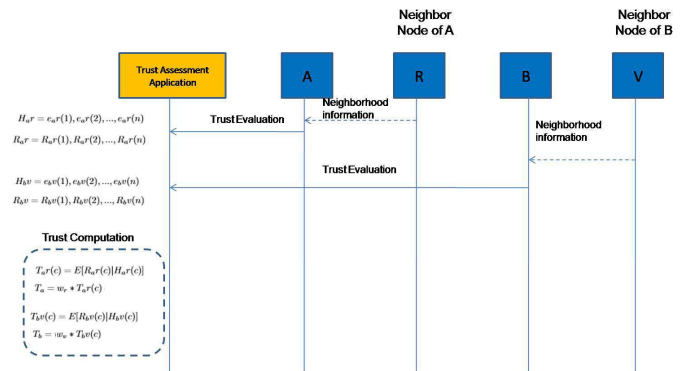 Neighbor
Node of A
Neighbor
Node of B
Trust Assessment
Application
A
R
B
V
Neighborhood
information
Trust Evaluation
H_a r = e_a r(1), e_a r(2), ..., e_a r(n)
R_a r = R_a r(1), R_a r(2), ..., R_a r(n)
Neighborhood
information
Trust Evaluation
H_b v = e_b v(1), e_b v(2), ..., e_b v(n)
R_b v = R_b v(1), R_b v(2), ..., R_b v(n)
Trust Computation
T_a r(c) = E[R_a r(c)|H_a r(c)]
T_a = w_r * T_a r(c)
T_b v(c) = E[R_b v(c)|H_b v(c)]
T_b = w_v * T_b v(c)